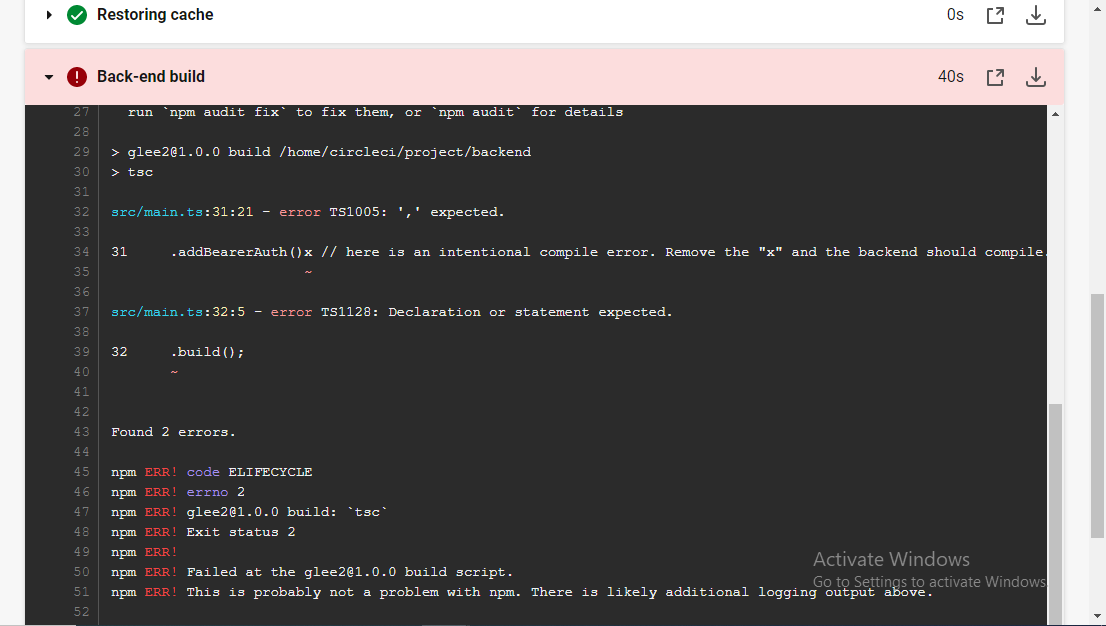 Restoring cache 0s
! Back-end build 40s
27 run `npm audit fix` to fix them, or `npm audit` for details
28
29 > glee2@1.0.0 build /home/circleci/project/backend
30 > tsc
31
32 src/main.ts:31:21 - error TS1005: ',' expected.
33
34 31 .addBearerAuth()x // here is an intentional compile error. Remove the "x" and the backend should compile.
35 ~
36
37 src/main.ts:32:5 - error TS1128: Declaration or statement expected.
38
39 32 .build();
40 ~
41
42
43 Found 2 errors.
44
45 npm ERR! code ELIFECYCLE
46 npm ERR! errno 2
47 npm ERR! glee2@1.0.0 build: `tsc`
48 npm ERR! Exit status 2
49 npm ERR!
50 npm ERR! Failed at the glee2@1.0.0 build script.
51 npm ERR! This is probably not a problem with npm. There is likely additional logging output above.
52
Activate Windows
Go to Settings to activate Windows